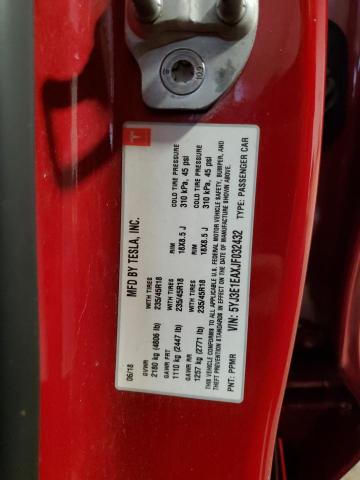 109
T
MFD BY TESLA, INC.
06/18
GVWR WITH TIRES RIM COLD TIRE PRESSURE
2180 kg (4806 lb) 235/45R18 18X8.5 J 310 kPa, 45 psi
GAWR FRT WITH TIRES RIM COLD TIRE PRESSURE
1110 kg (2447 lb) 235/45R18 18X8.5 J 310 kPa, 45 psi
GAWR RR
1257 kg (2771 lb)
THIS VEHICLE CONFORMS TO ALL APPLICABLE U.S. FEDERAL MOTOR VEHICLE SAFETY, BUMPER, AND
THEFT PREVENTION STANDARDS IN EFFECT ON THE DATE OF MANUFACTURE SHOWN ABOVE.
VIN: 5YJ3E1EAXJF032432
PNT: PPMR TYPE: PASSENGER CAR